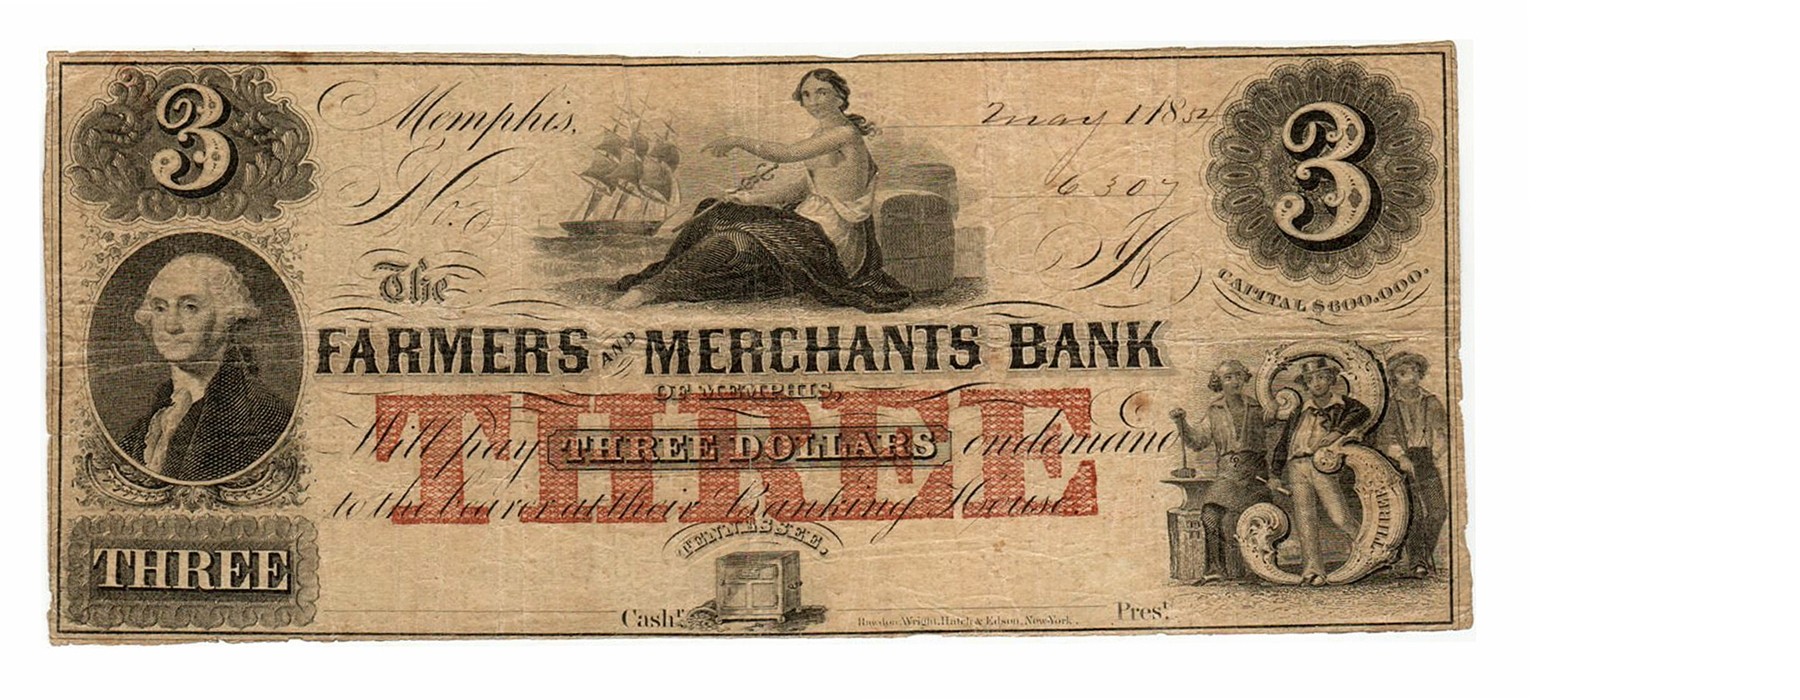 3
Memphis,
May 1 1854
3
No.
6307
A
The
CAPITAL $600.000.
FARMERS AND MERCHANTS BANK
OF MEMPHIS,
THREE
Will pay THREE DOLLARS on demand
to the bearer at their Banking House.
TENNESSEE.
THREE
3
THREE
Cashr.
Rawdon, Wright, Hatch & Edson, New-York.
Prest.